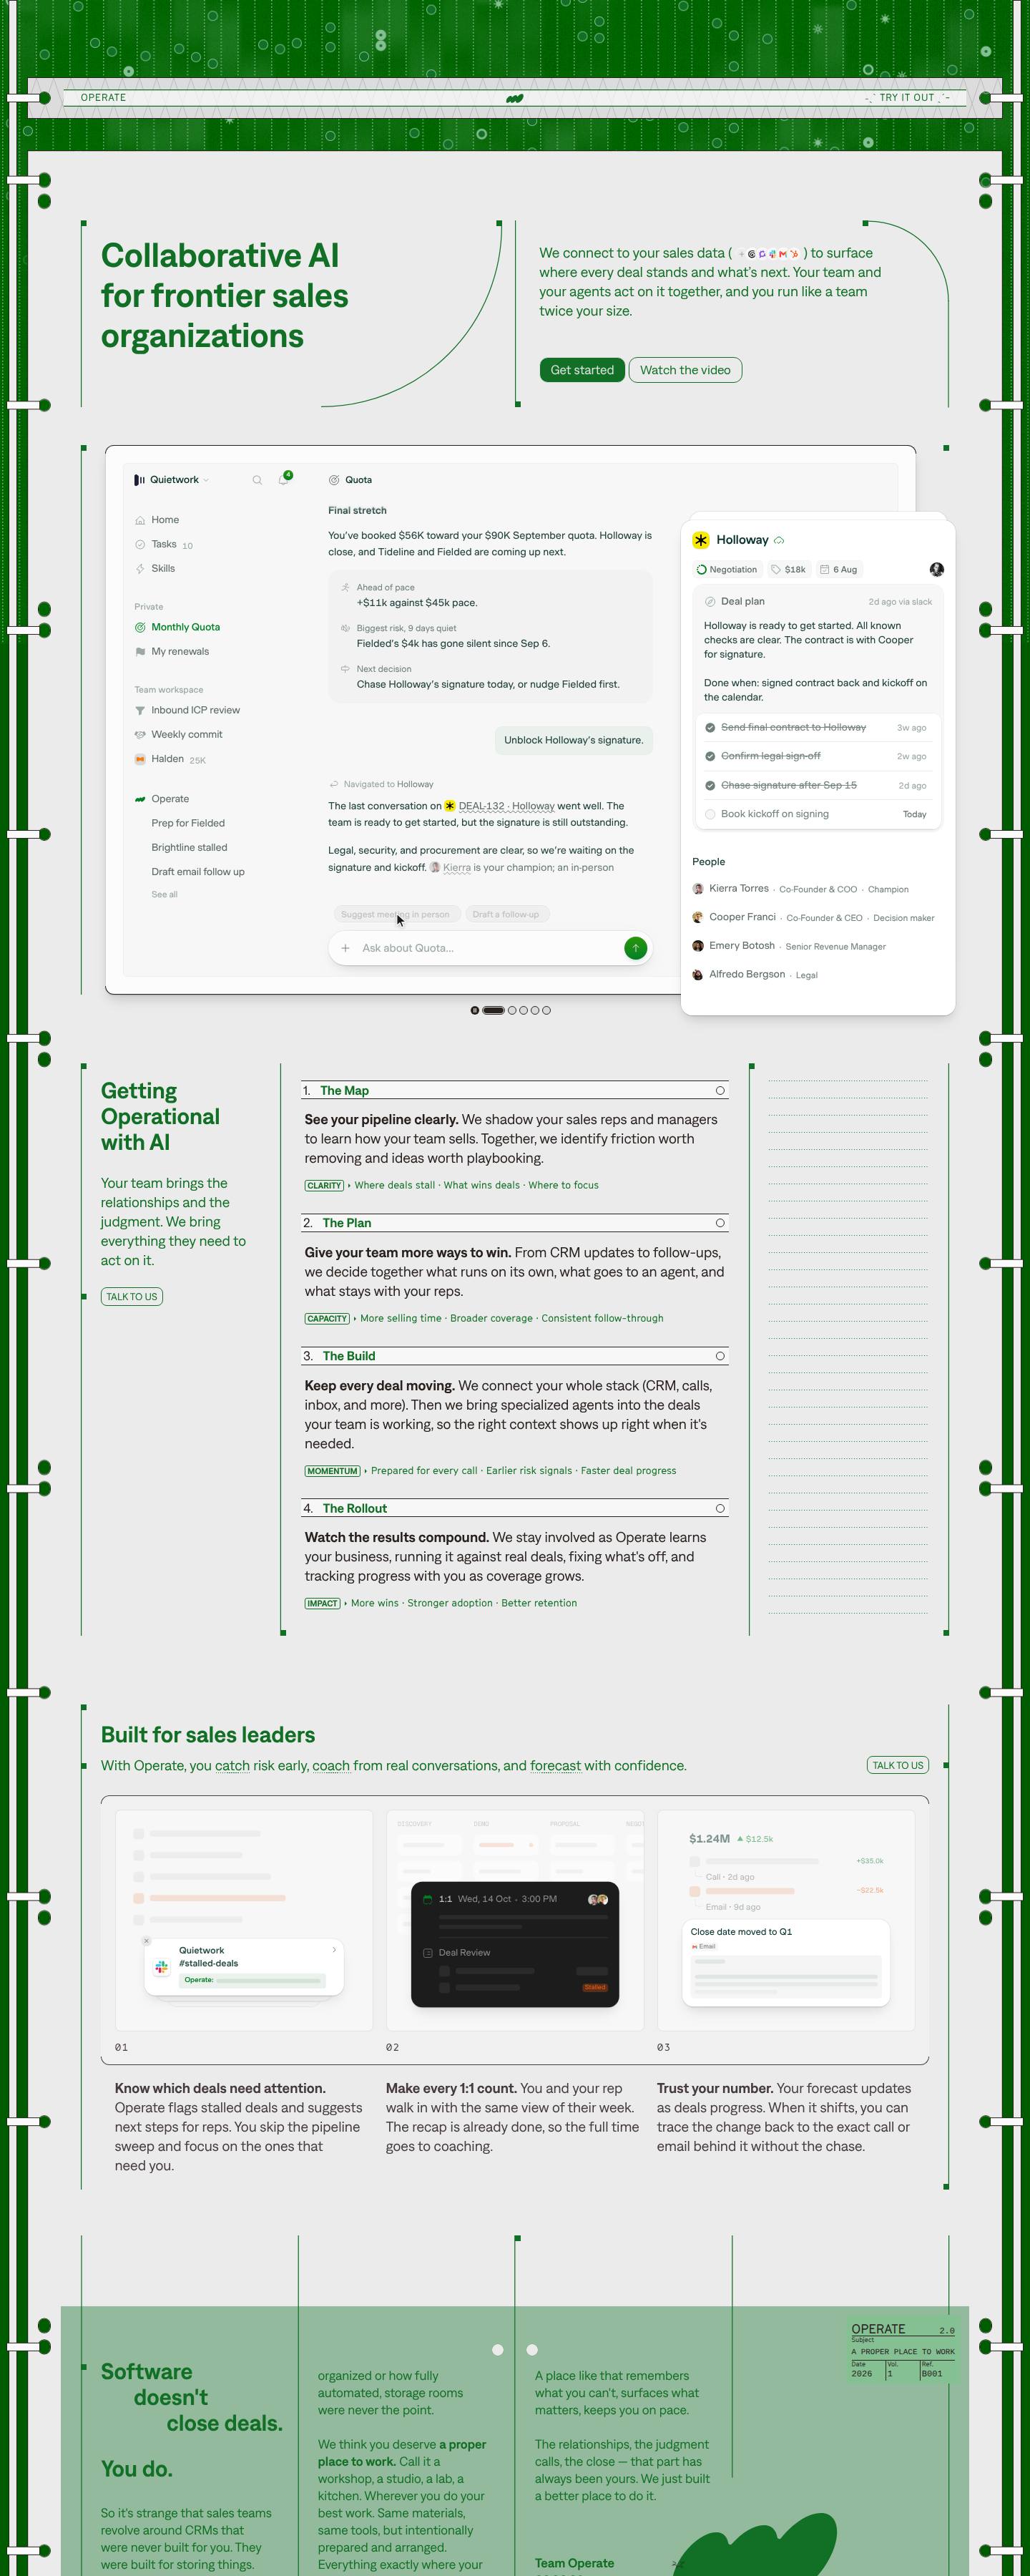 OPERATE
TRY IT OUT
Collaborative AI
for frontier sales
organizations
We connect to your sales data ( ) to surface
where every deal stands and what's next. Your team and
your agents act on it together, and you run like a team
twice your size.
Get started
Watch the video
Quietwork
4
Home
Tasks 10
Skills
Private
Monthly Quota
My renewals
Team workspace
Inbound ICP review
Weekly commit
Halden 25K
Operate
Prep for Fielded
Brightline stalled
Draft email follow up
See all
Quota
Final stretch
You've booked $56K toward your $90K September quota. Holloway is
close, and Tideline and Fielded are coming up next.
Ahead of pace
+$11k against $45k pace.
Biggest risk, 9 days quiet
Fielded's $4k has gone silent since Sep 6.
Next decision
Chase Holloway's signature today, or nudge Fielded first.
Unblock Holloway's signature.
Navigated to Holloway
The last conversation on DEAL-132 · Holloway went well. The
team is ready to get started, but the signature is still outstanding.
Legal, security, and procurement are clear, so we're waiting on the
signature and kickoff. Kierra is your champion; an in-person
Suggest meeting in person
Draft a follow-up
Ask about Quota...
Holloway
Negotiation
$18k
6 Aug
Deal plan
2d ago via slack
Holloway is ready to get started. All known
checks are clear. The contract is with Cooper
for signature.
Done when: signed contract back and kickoff on
the calendar.
Send final contract to Holloway 3w ago
Confirm legal sign-off 2w ago
Chase signature after Sep 15 2d ago
Book kickoff on signing Today
People
Kierra Torres · Co-Founder & COO · Champion
Cooper Franci · Co-Founder & CEO · Decision maker
Emery Botosh · Senior Revenue Manager
Alfredo Bergson · Legal
Getting
Operational
with AI
Your team brings the
relationships and the
judgment. We bring
everything they need to
act on it.
TALK TO US
1. The Map
See your pipeline clearly. We shadow your sales reps and managers
to learn how your team sells. Together, we identify friction worth
removing and ideas worth playbooking.
CLARITY Where deals stall · What wins deals · Where to focus
2. The Plan
Give your team more ways to win. From CRM updates to follow-ups,
we decide together what runs on its own, what goes to an agent, and
what stays with your reps.
CAPACITY More selling time · Broader coverage · Consistent follow-through
3. The Build
Keep every deal moving. We connect your whole stack (CRM, calls,
inbox, and more). Then we bring specialized agents into the deals
your team is working, so the right context shows up right when it's
needed.
MOMENTUM Prepared for every call · Earlier risk signals · Faster deal progress
4. The Rollout
Watch the results compound. We stay involved as Operate learns
your business, running it against real deals, fixing what's off, and
tracking progress with you as coverage grows.
IMPACT More wins · Stronger adoption · Better retention
Built for sales leaders
With Operate, you catch risk early, coach from real conversations, and forecast with confidence.
TALK TO US
Quietwork
#stalled-deals
Operate:
01
DISCOVERY
DEMO
PROPOSAL
1:1 Wed, 14 Oct · 3:00 PM
Deal Review
Stalled
02
$1.24M $12.5k
+$35.0k
Call · 2d ago
−$22.5k
Email · 9d ago
Close date moved to Q1
Email
03
Know which deals need attention.
Operate flags stalled deals and suggests
next steps for reps. You skip the pipeline
sweep and focus on the ones that
need you.
Make every 1:1 count. You and your rep
walk in with the same view of their week.
The recap is already done, so the full time
goes to coaching.
Trust your number. Your forecast updates
as deals progress. When it shifts, you can
trace the change back to the exact call or
email behind it without the chase.
OPERATE 2.0
Subject
A PROPER PLACE TO WORK
Date Vol. Ref.
2026 1 B001
Software
doesn't
close deals.
You do.
So it's strange that sales teams
revolve around CRMs that
were never built for you. They
were built for storing things.
organized or how fully
automated, storage rooms
were never the point.
We think you deserve a proper
place to work. Call it a
workshop, a studio, a lab, a
kitchen. Wherever you do your
best work. Same materials,
same tools, but intentionally
prepared and arranged.
Everything exactly where your
A place like that remembers
what you can't, surfaces what
matters, keeps you on pace.
The relationships, the judgment
calls, the close — that part has
always been yours. We just built
a better place to do it.
Team Operate